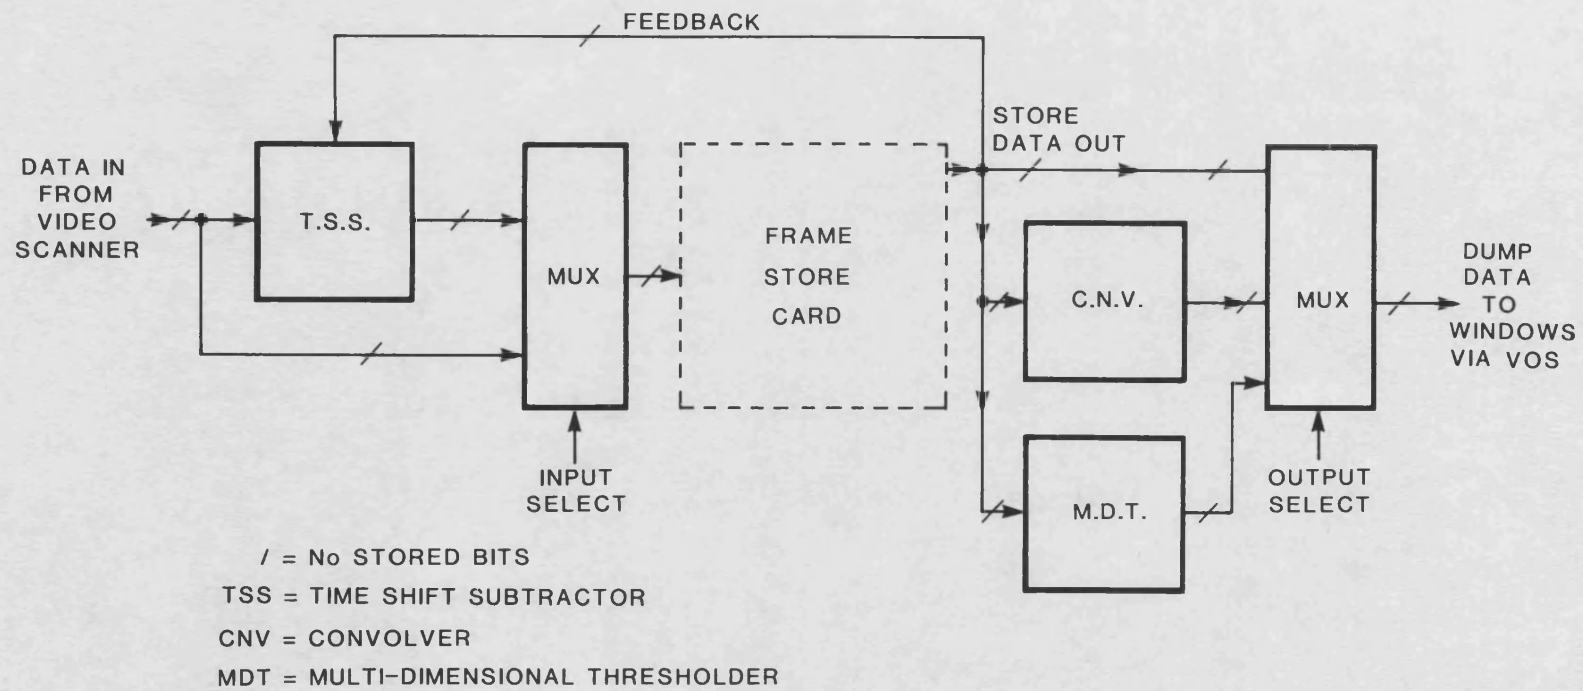 FEEDBACK
STORE
DATA OUT
DATA IN
FROM
VIDEO
SCANNER
T.S.S.
MUX
FRAME
STORE
CARD
C.N.V.
MUX
DUMP
DATA
TO
WINDOWS
VIA VOS
M.D.T.
INPUT
SELECT
OUTPUT
SELECT
/ = No STORED BITS
TSS = TIME SHIFT SUBTRACTOR
CNV = CONVOLVER
MDT = MULTI-DIMENSIONAL THRESHOLDER